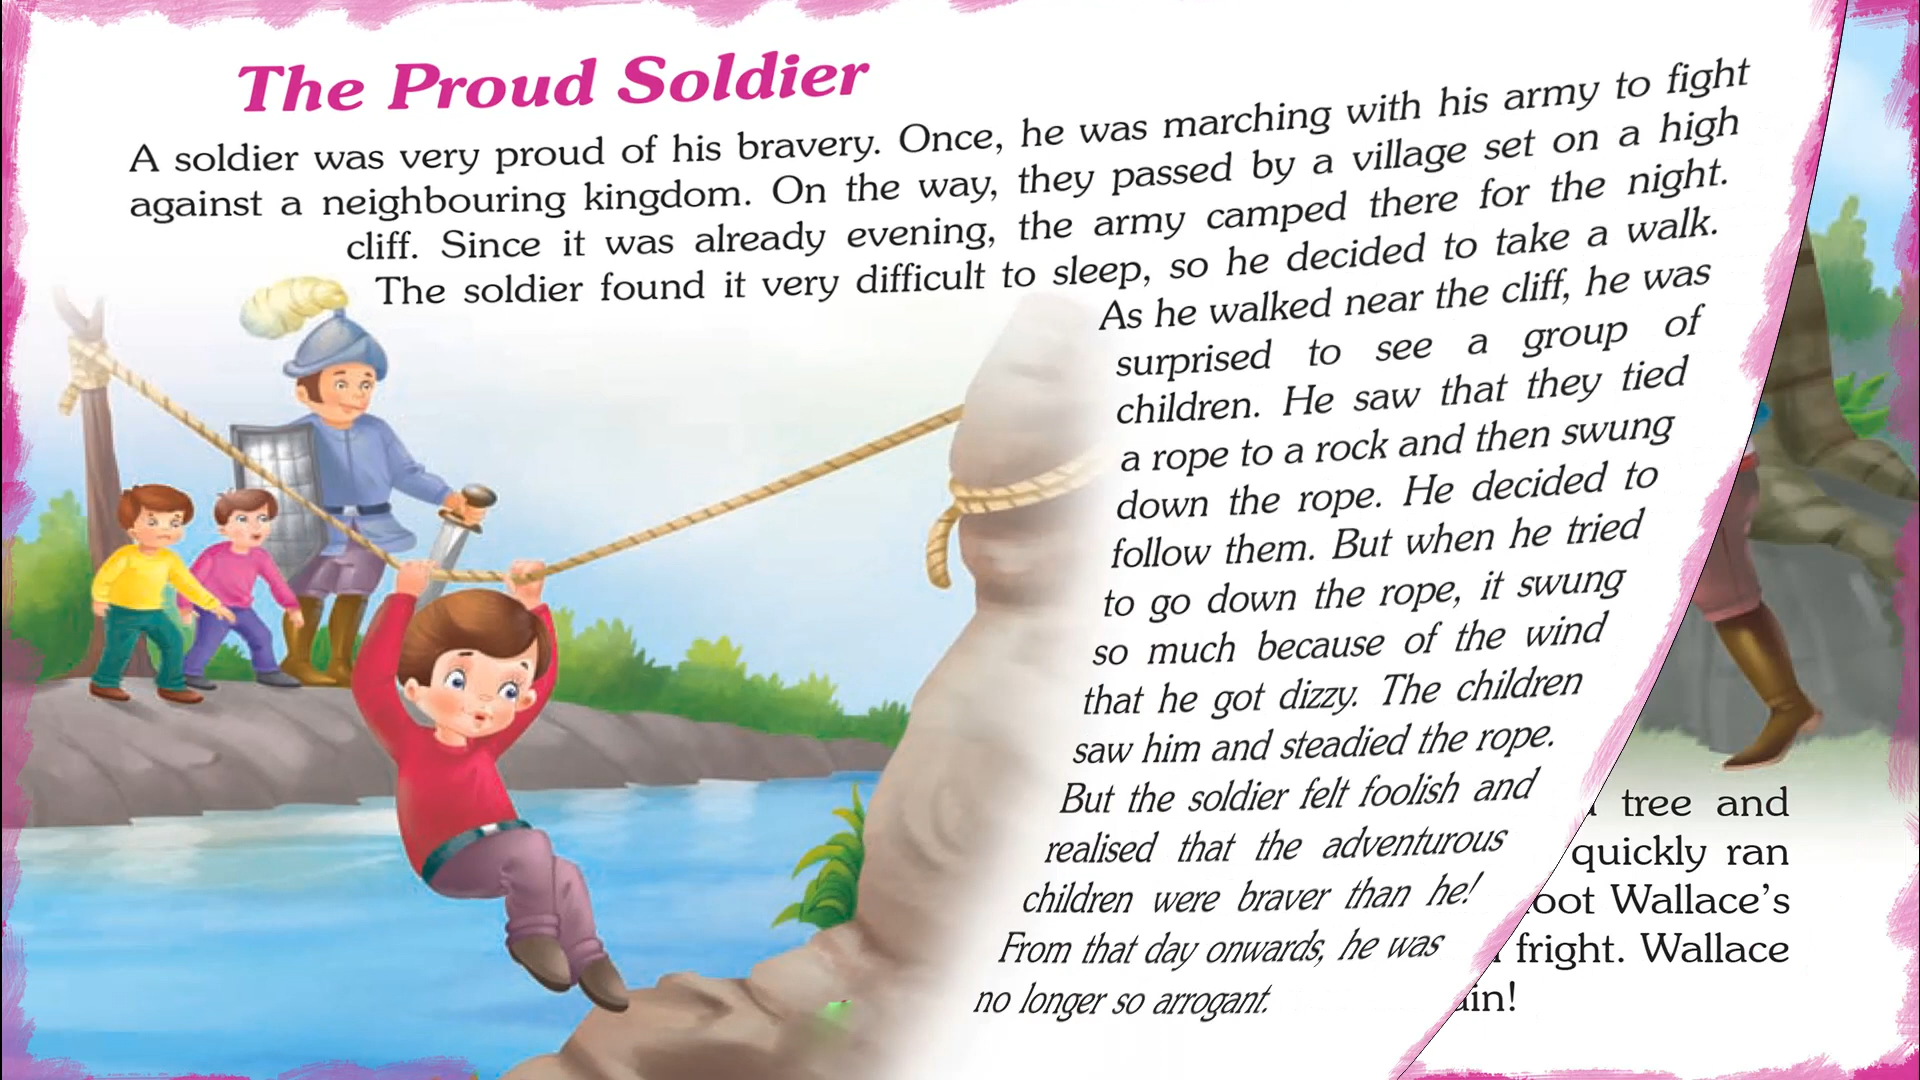 The Proud Soldier
A soldier was very proud of his bravery. Once, he was marching with his army to fight
against a neighbouring kingdom. On the way, they passed by a village set on a high
cliff. Since it was already evening, the army camped there for the night.
The soldier found it very difficult to sleep, so he decided to take a walk.
As he walked near the cliff, he was
surprised to see a group of
children. He saw that they tied
a rope to a rock and then swung
down the rope. He decided to
follow them. But when he tried
to go down the rope, it swung
so much because of the wind
that he got dizzy. The children
saw him and steadied the rope.
But the soldier felt foolish and
realised that the adventurous
children were braver than he!
From that day onwards, he was
no longer so arrogant.
tree and
quickly ran
Wallace's
fright. Wallace